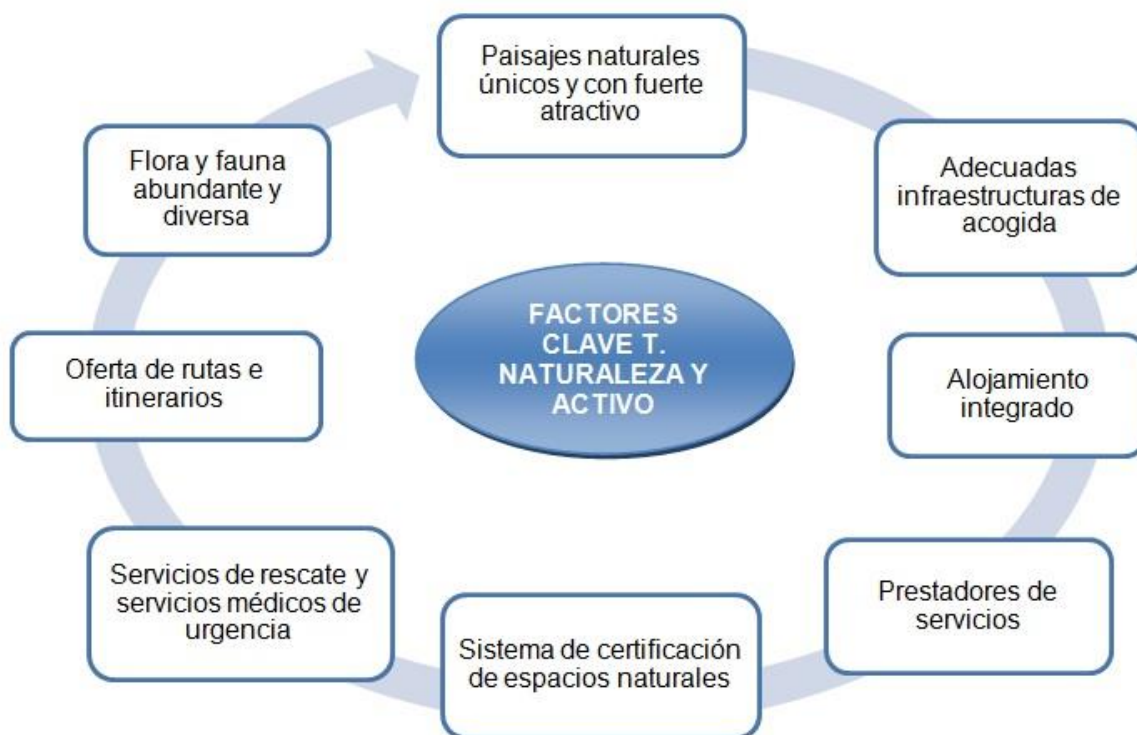 Paisajes naturales
únicos y con fuerte
atractivo
Adecuadas
infraestructuras de
acogida
Alojamiento
integrado
Prestadores de
servicios
Sistema de certificación
de espacios naturales
Servicios de rescate y
servicios médicos de
urgencia
Oferta de rutas e
itinerarios
Flora y fauna
abundante y
diversa
FACTORES
CLAVE T.
NATURALEZA Y
ACTIVO